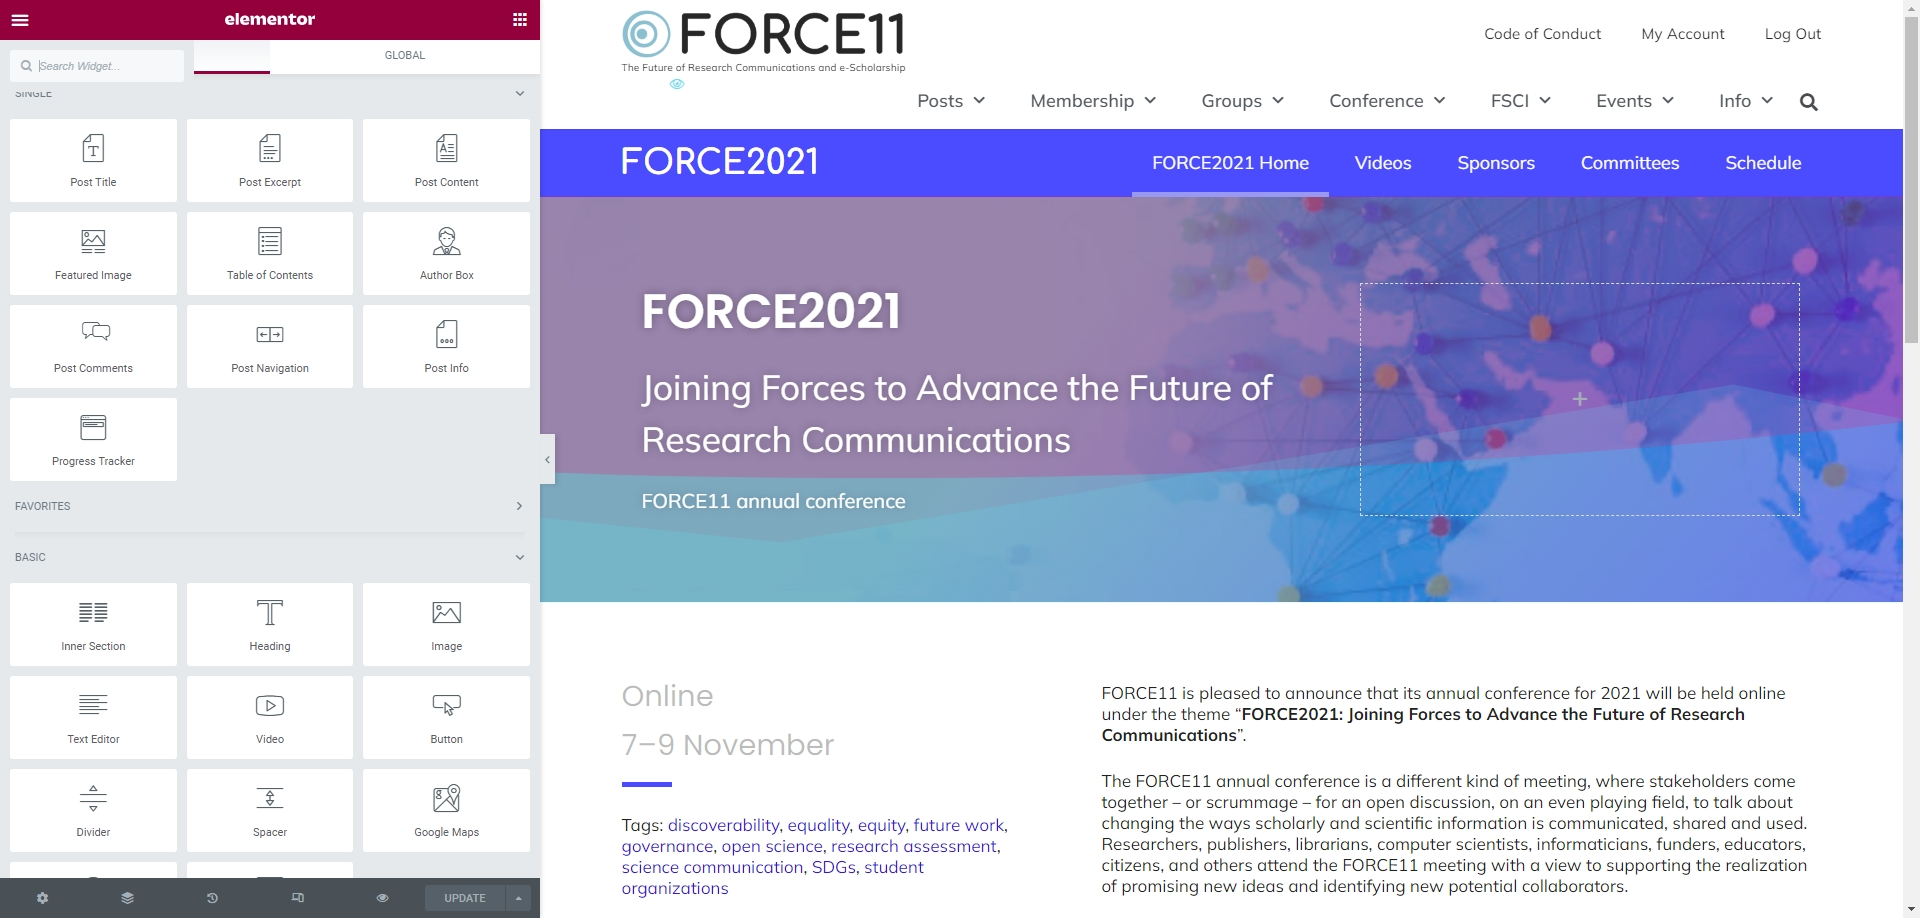 elementor
Search Widget...
GLOBAL
SINGLE
Post Title
Post Excerpt
Post Content
Featured Image
Table of Contents
Author Box
Post Comments
Post Navigation
Post Info
Progress Tracker
FAVORITES
BASIC
Inner Section
Heading
Image
Text Editor
Video
Button
Divider
Spacer
Google Maps
UPDATE
FORCE11
The Future of Research Communications and e-Scholarship
Code of Conduct
My Account
Log Out
Posts
Membership
Groups
Conference
FSCI
Events
Info
FORCE2021
FORCE2021 Home
Videos
Sponsors
Committees
Schedule
FORCE2021
Joining Forces to Advance the Future of
Research Communications
FORCE11 annual conference
Online
7–9 November
Tags: discoverability, equality, equity, future work,
governance, open science, research assessment,
science communication, SDGs, student
organizations
FORCE11 is pleased to announce that its annual conference for 2021 will be held online
under the theme “FORCE2021: Joining Forces to Advance the Future of Research
Communications”.
The FORCE11 annual conference is a different kind of meeting, where stakeholders come
together – or scrummage – for an open discussion, on an even playing field, to talk about
changing the ways scholarly and scientific information is communicated, shared and used.
Researchers, publishers, librarians, computer scientists, informaticians, funders, educators,
citizens, and others attend the FORCE11 meeting with a view to supporting the realization
of promising new ideas and identifying new potential collaborators.